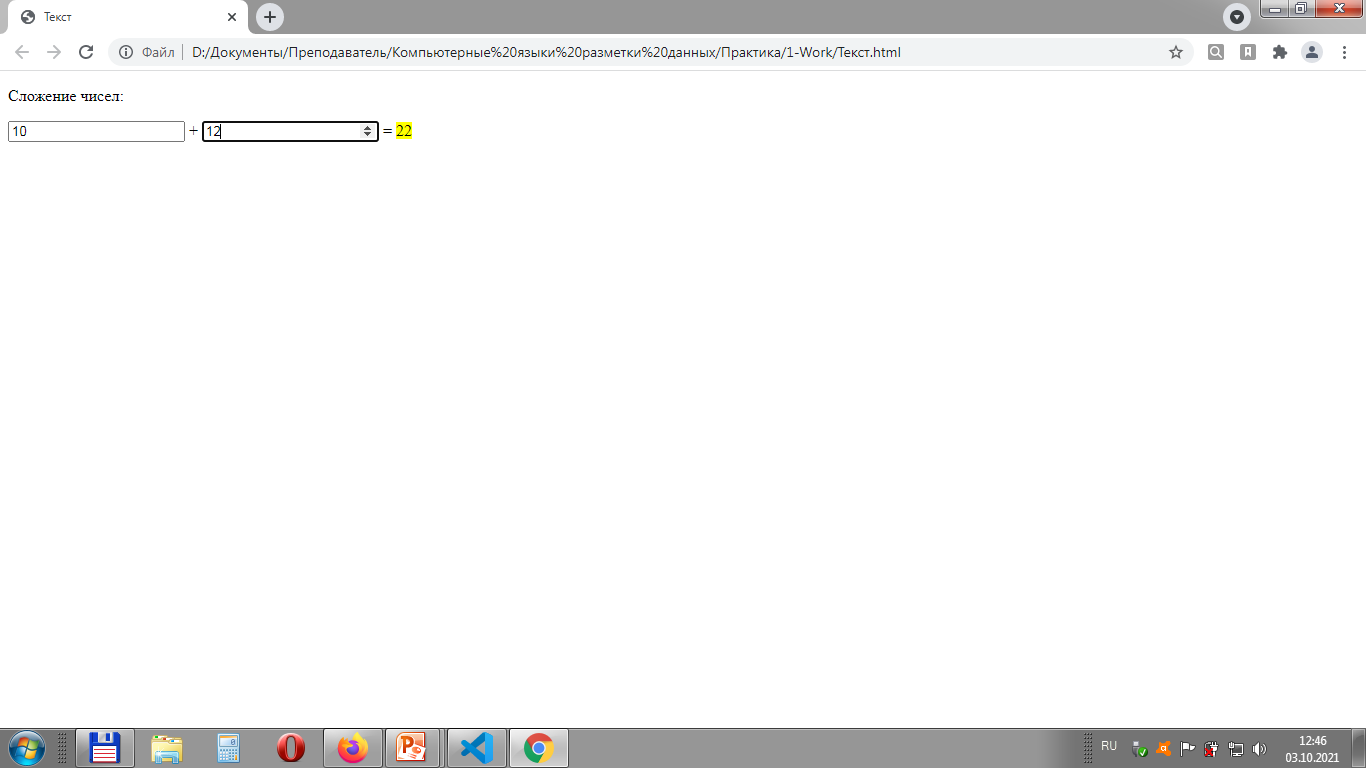 Текст
Файл D:/Документы/Преподаватель/Компьютерные%20языки%20разметки%20данных/Практика/1-Work/Текст.html
Сложение чисел:
10 + 12 = 22
RU 12:46
03.10.2021